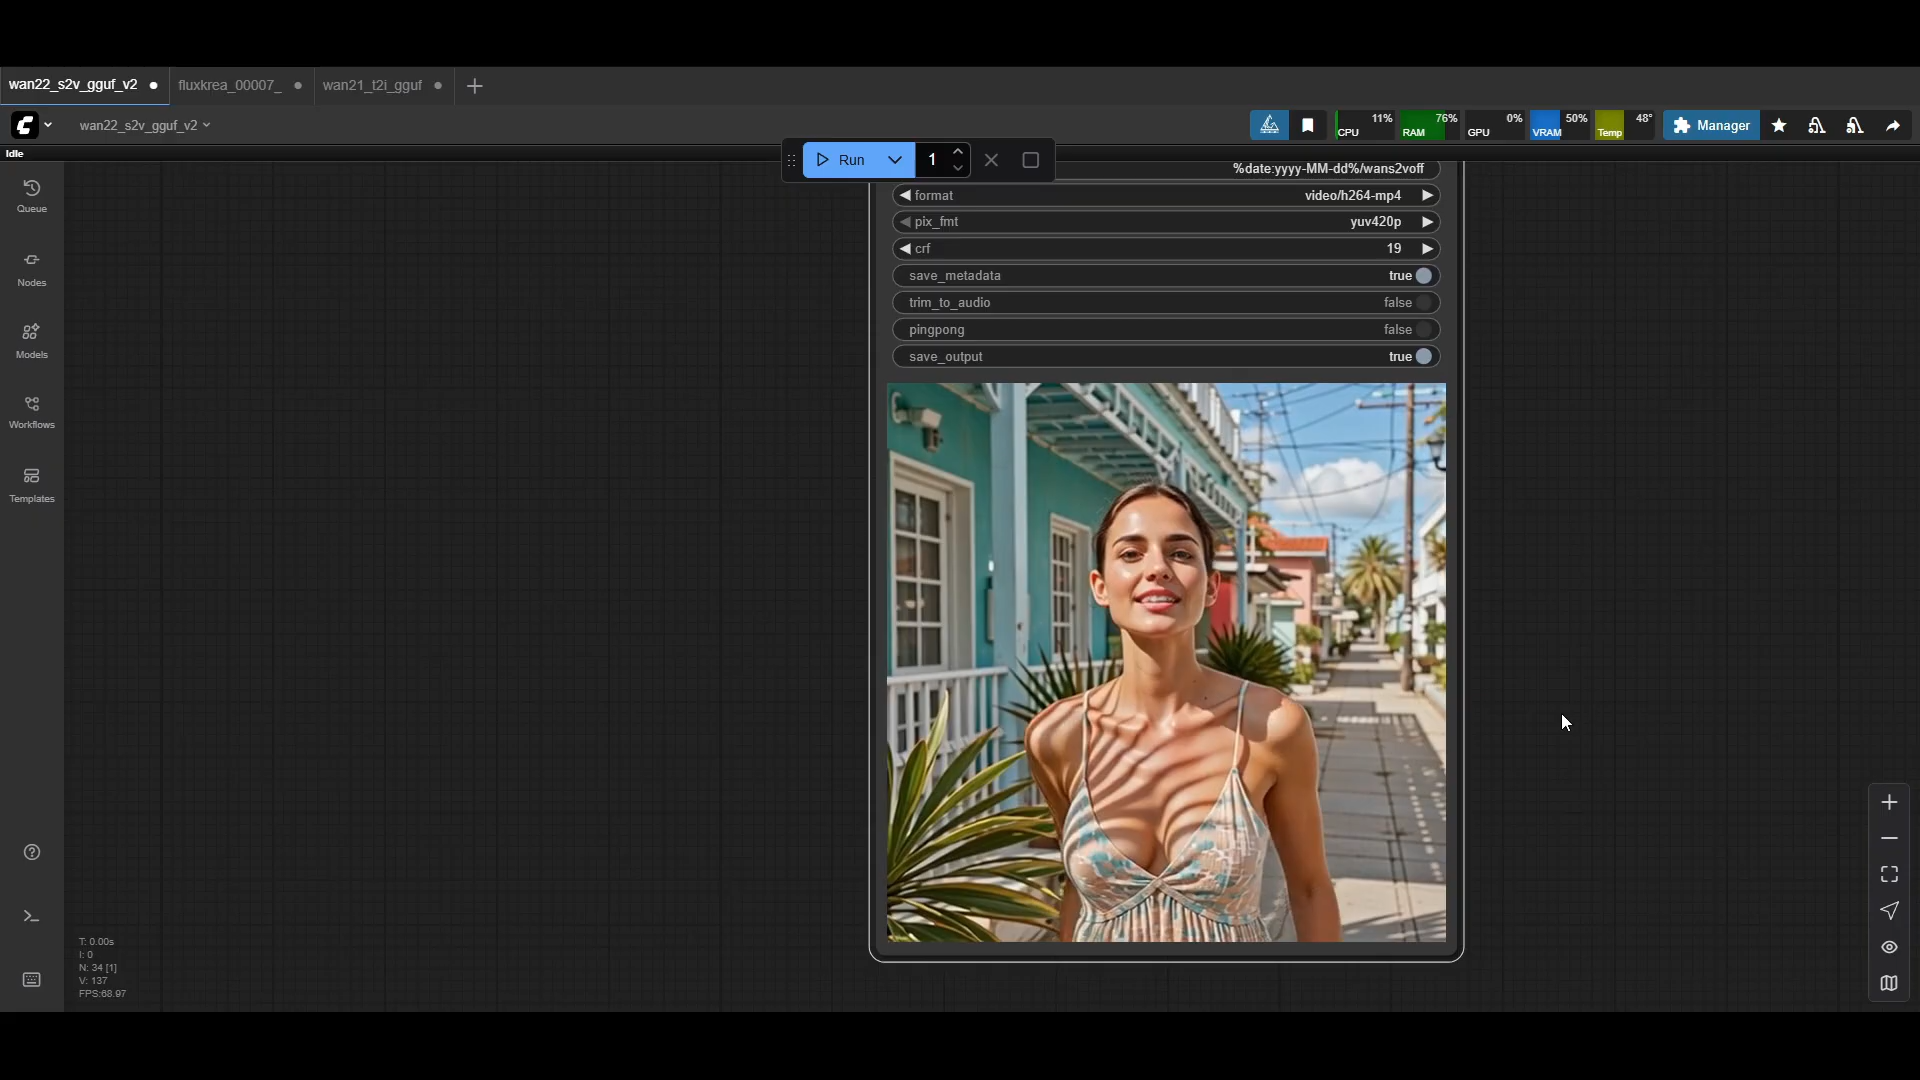 wan22_s2v_gguf_v2
fluxkrea_00007_
wan21_t2i_gguf
wan22_s2v_gguf_v2
CPU 11%
RAM 76%
GPU 0%
VRAM 50%
Temp 48°
Manager
Idle
Run 1
%date:yyyy-MM-dd%/wans2voff
format video/h264-mp4
pix_fmt yuv420p
crf 19
save_metadata true
trim_to_audio false
pingpong false
save_output true
Queue
Nodes
Models
Workflows
Templates
T: 0.00s
I: 0
N: 34 [1]
V: 137
FPS:68.97